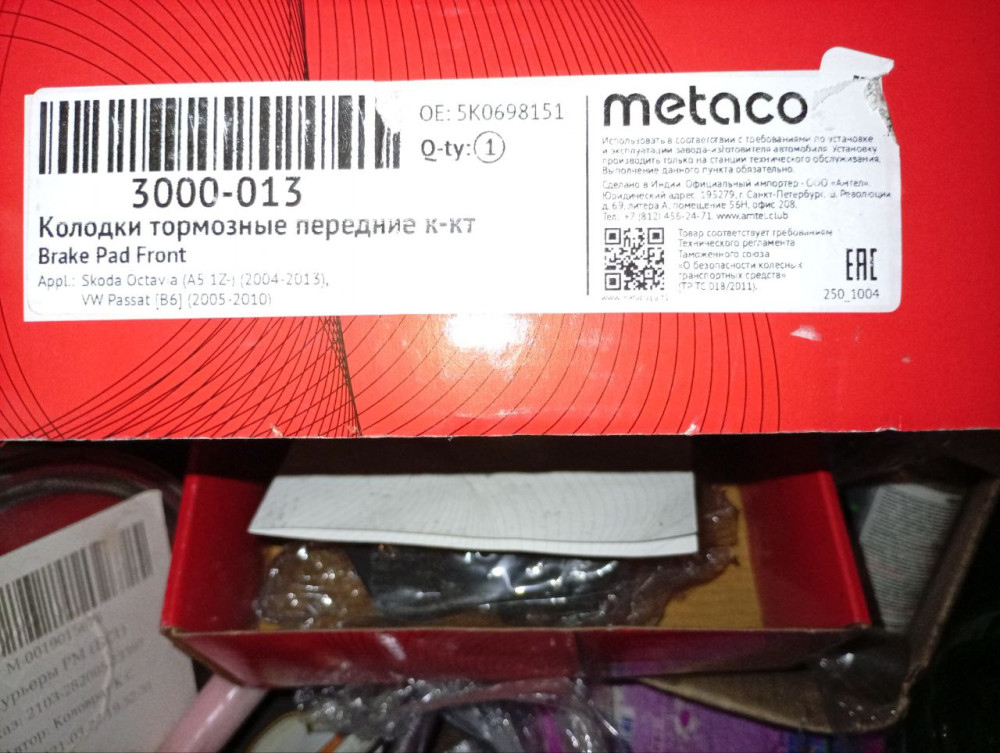 OE: 5K0698151
Q-ty: 1
3000-013
Колодки тормозные передние к-кт
Brake Pad Front
Appl.: Skoda Octavia (A5 1Z-) (2004-2013),
VW Passat [B6] (2005-2010)
metaco
Использовать в соответствии с требованиями по установке
и эксплуатации завода-изготовителя автомобиля. Установку
производить только на станции технического обслуживания.
Выполнение данного пункта обязательно.
Сделано в Индии. Официальный импортер - ООО «Амтел».
Юридический адрес: 195279, г. Санкт-Петербург, ш. Революции,
д. 69, литера А, помещение 56Н, офис 208.
Тел.: +7 (812) 456-24-71. www.amtel.club
Товар соответствует требованиям
Технического регламента
Таможенного союза
«О безопасности колесных
транспортных средств»
(ТР ТС 018/2011).
EAC
250_1004